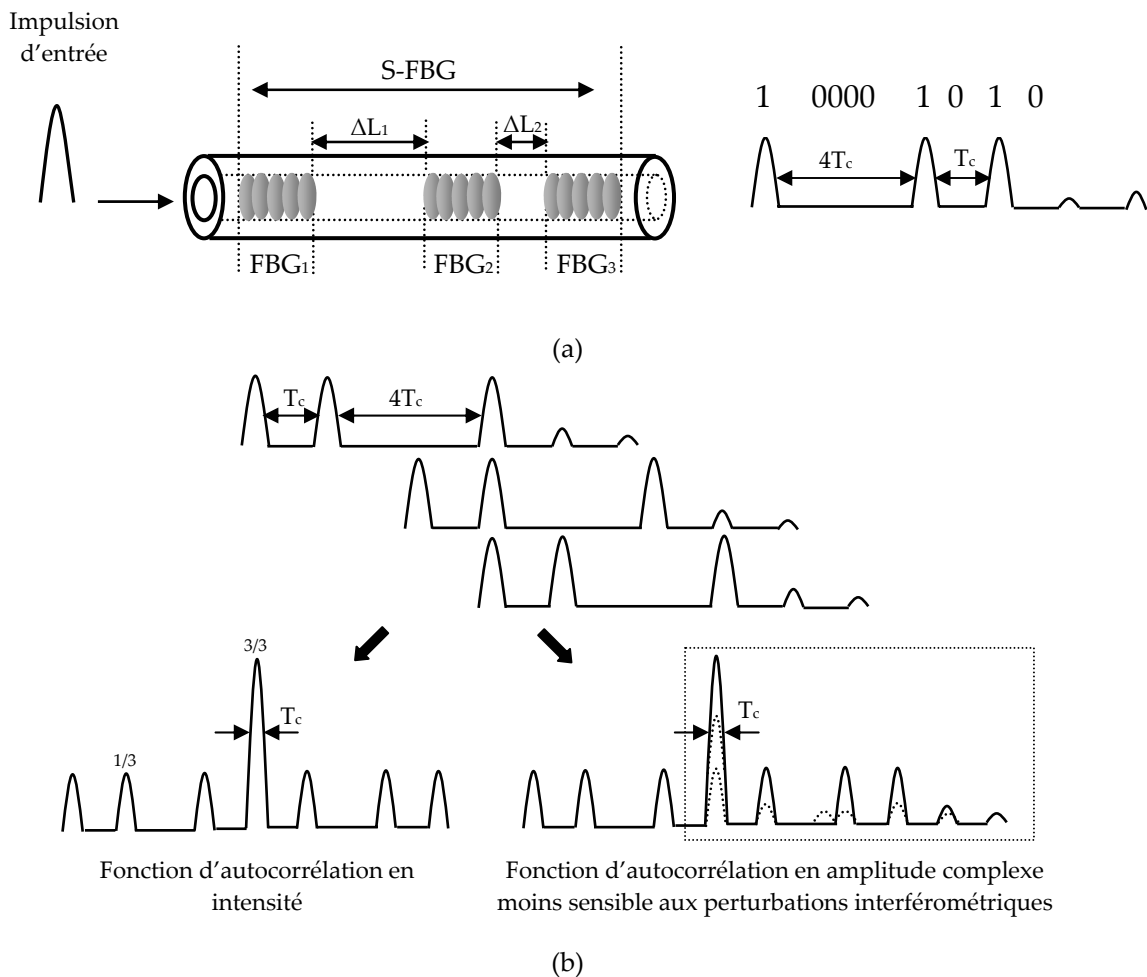 Impulsion
d'entrée
S-FBG
ΔL1
ΔL2
FBG1
FBG2
FBG3
1 0000 1 0 1 0
4Tc
Tc
(a)
Tc
4Tc
3/3
Tc
1/3
Tc
Fonction d'autocorrélation en
intensité
Fonction d'autocorrélation en amplitude complexe
moins sensible aux perturbations interférométriques
(b)